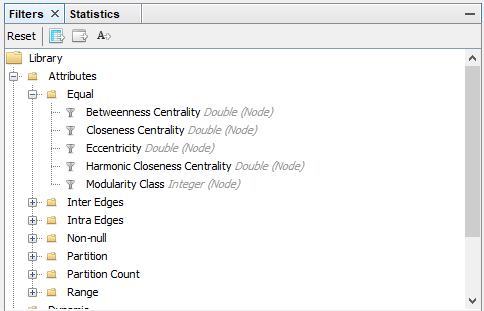 Filters Statistics
Reset
Library
Attributes
Equal
Betweenness Centrality Double (Node)
Closeness Centrality Double (Node)
Eccentricity Double (Node)
Harmonic Closeness Centrality Double (Node)
Modularity Class Integer (Node)
Inter Edges
Intra Edges
Non-null
Partition
Partition Count
Range